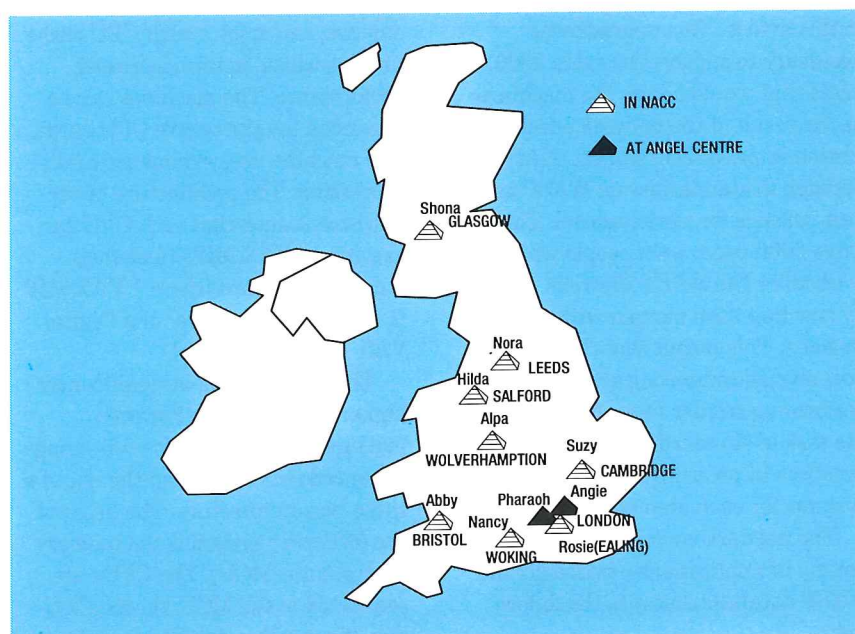 IN NACC
AT ANGEL CENTRE
Shona
GLASGOW
Nora
LEEDS
Hilda
SALFORD
Alpa
WOLVERHAMPTON
Suzy
CAMBRIDGE
Pharaoh
Angie
Abby
BRISTOL
Nancy
WOKING
LONDON
Rosie(EALING)